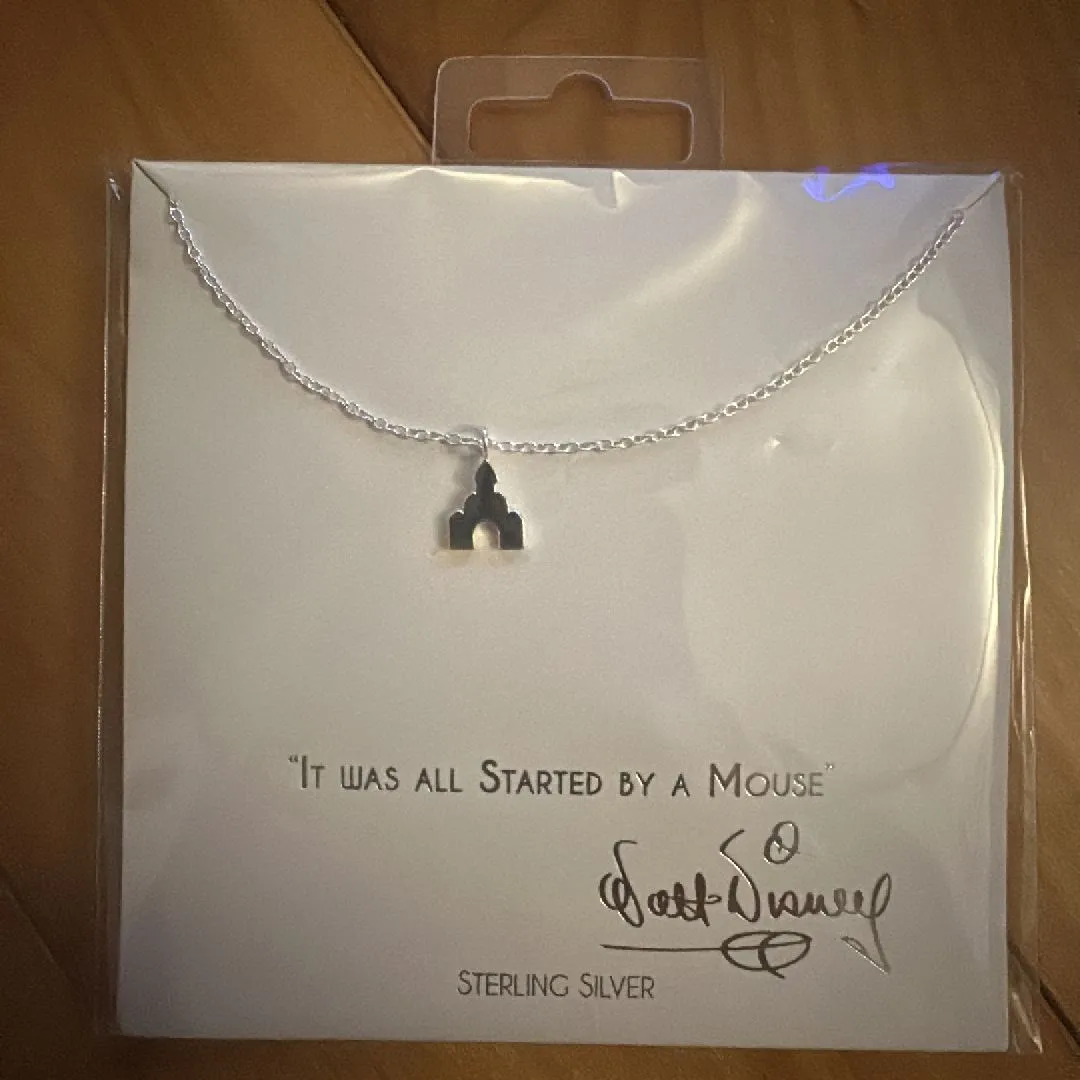 "It was all Started by a Mouse"
Walt Disney
STERLING SILVER